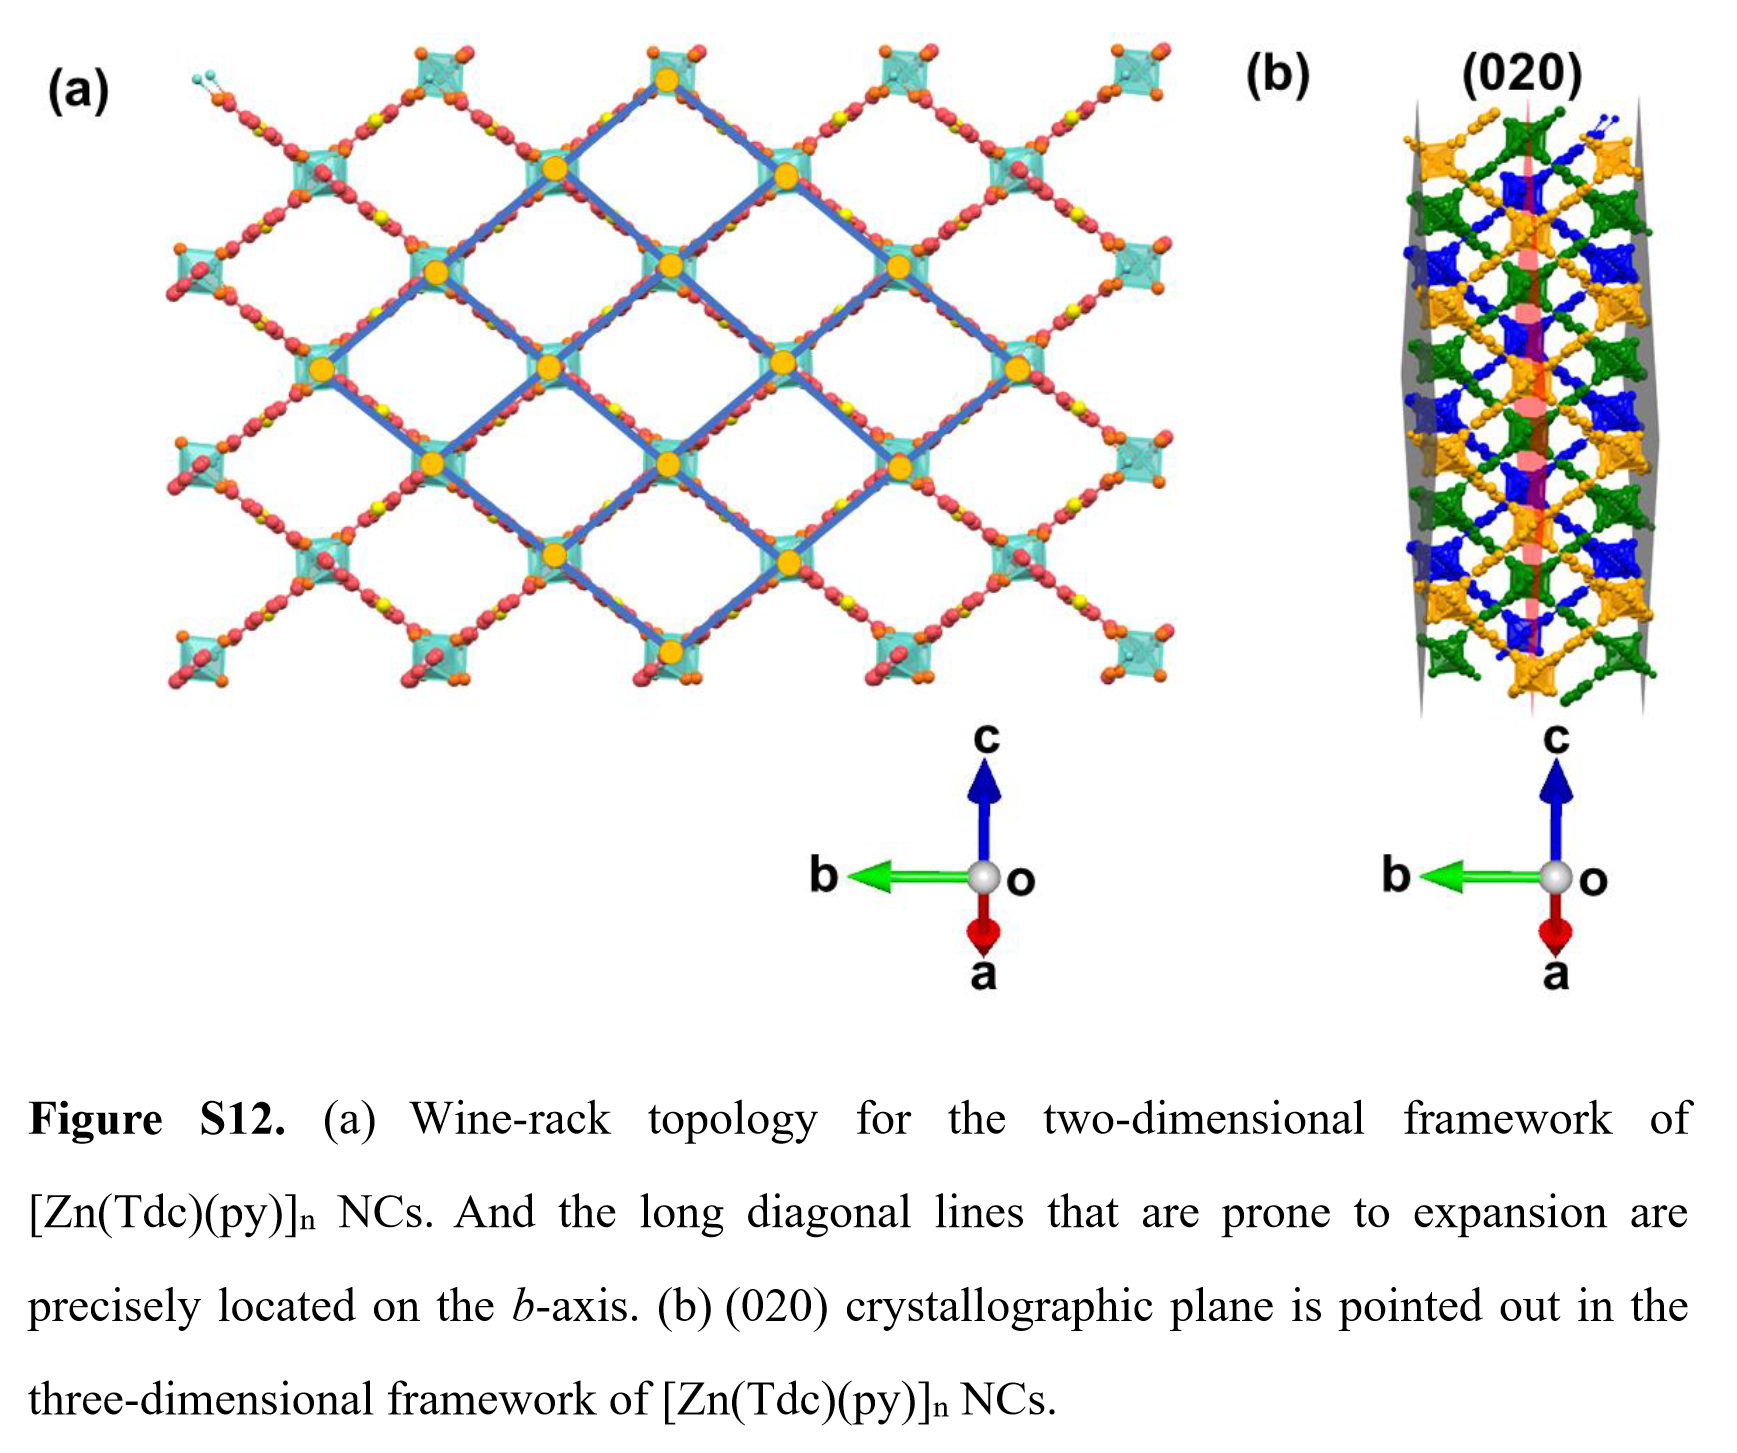 (a)
(b)
(020)
c
b
o
a
c
b
o
a
Figure S12. (a) Wine-rack topology for the two-dimensional framework of
[Zn(Tdc)(py)]n NCs. And the long diagonal lines that are prone to expansion are
precisely located on the b-axis. (b) (020) crystallographic plane is pointed out in the
three-dimensional framework of [Zn(Tdc)(py)]n NCs.